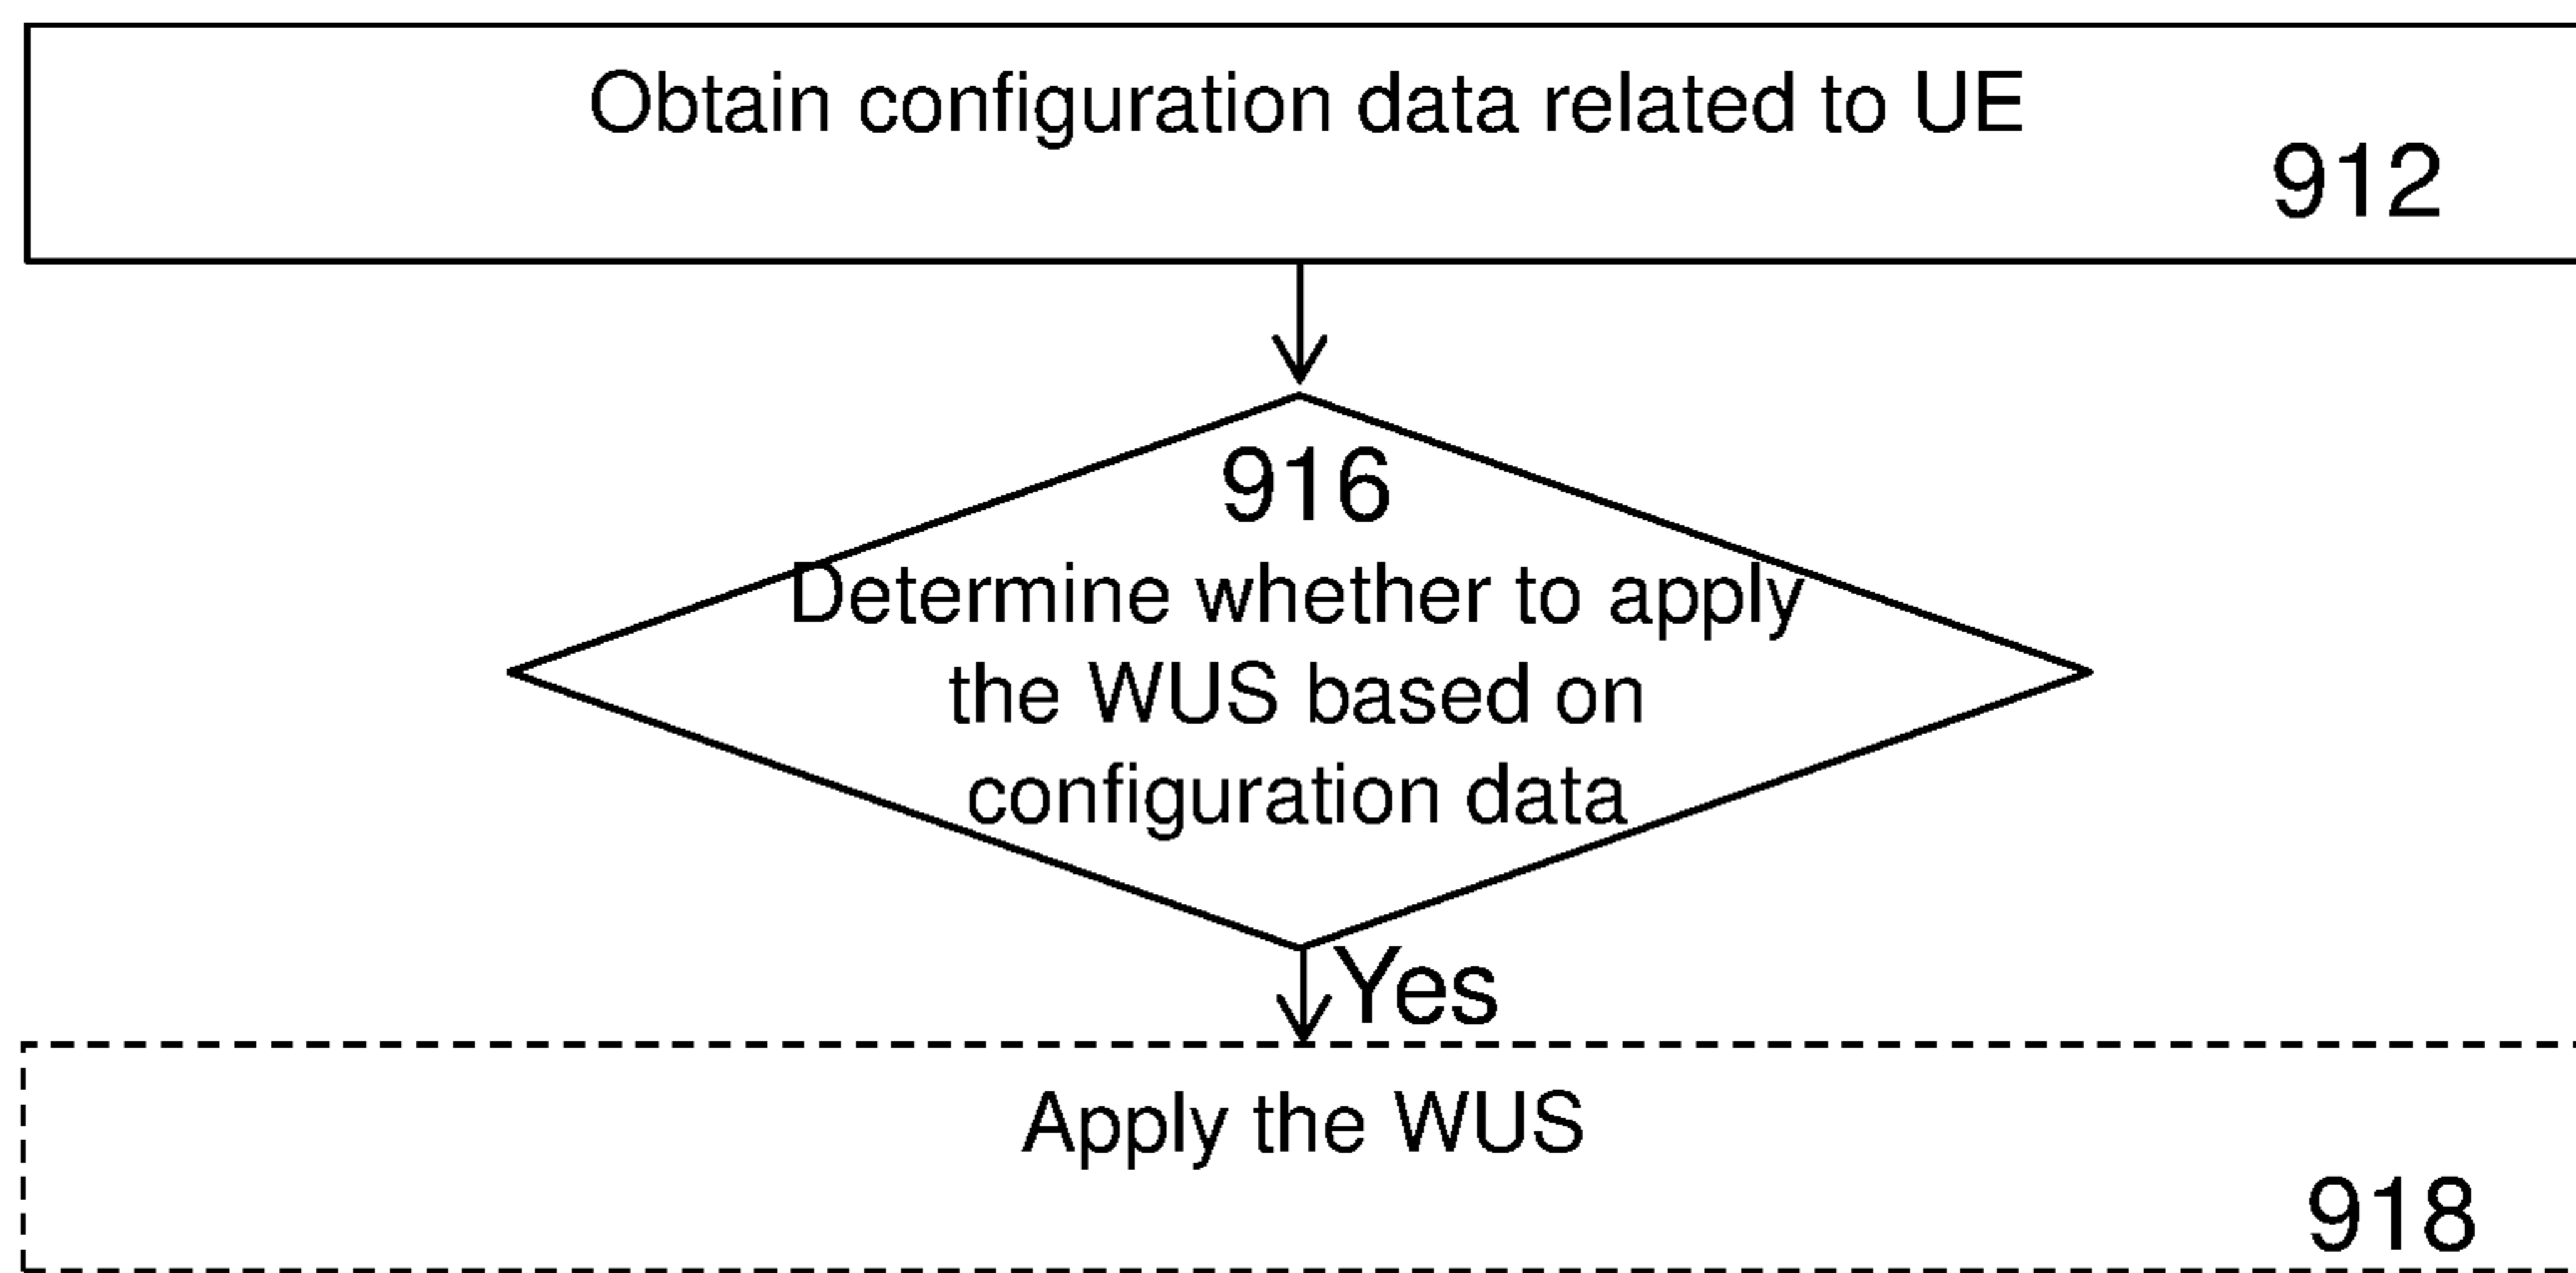 Obtain configuration data related to UE
912
916
Determine whether to apply
the WUS based on
configuration data
Yes
Apply the WUS
918